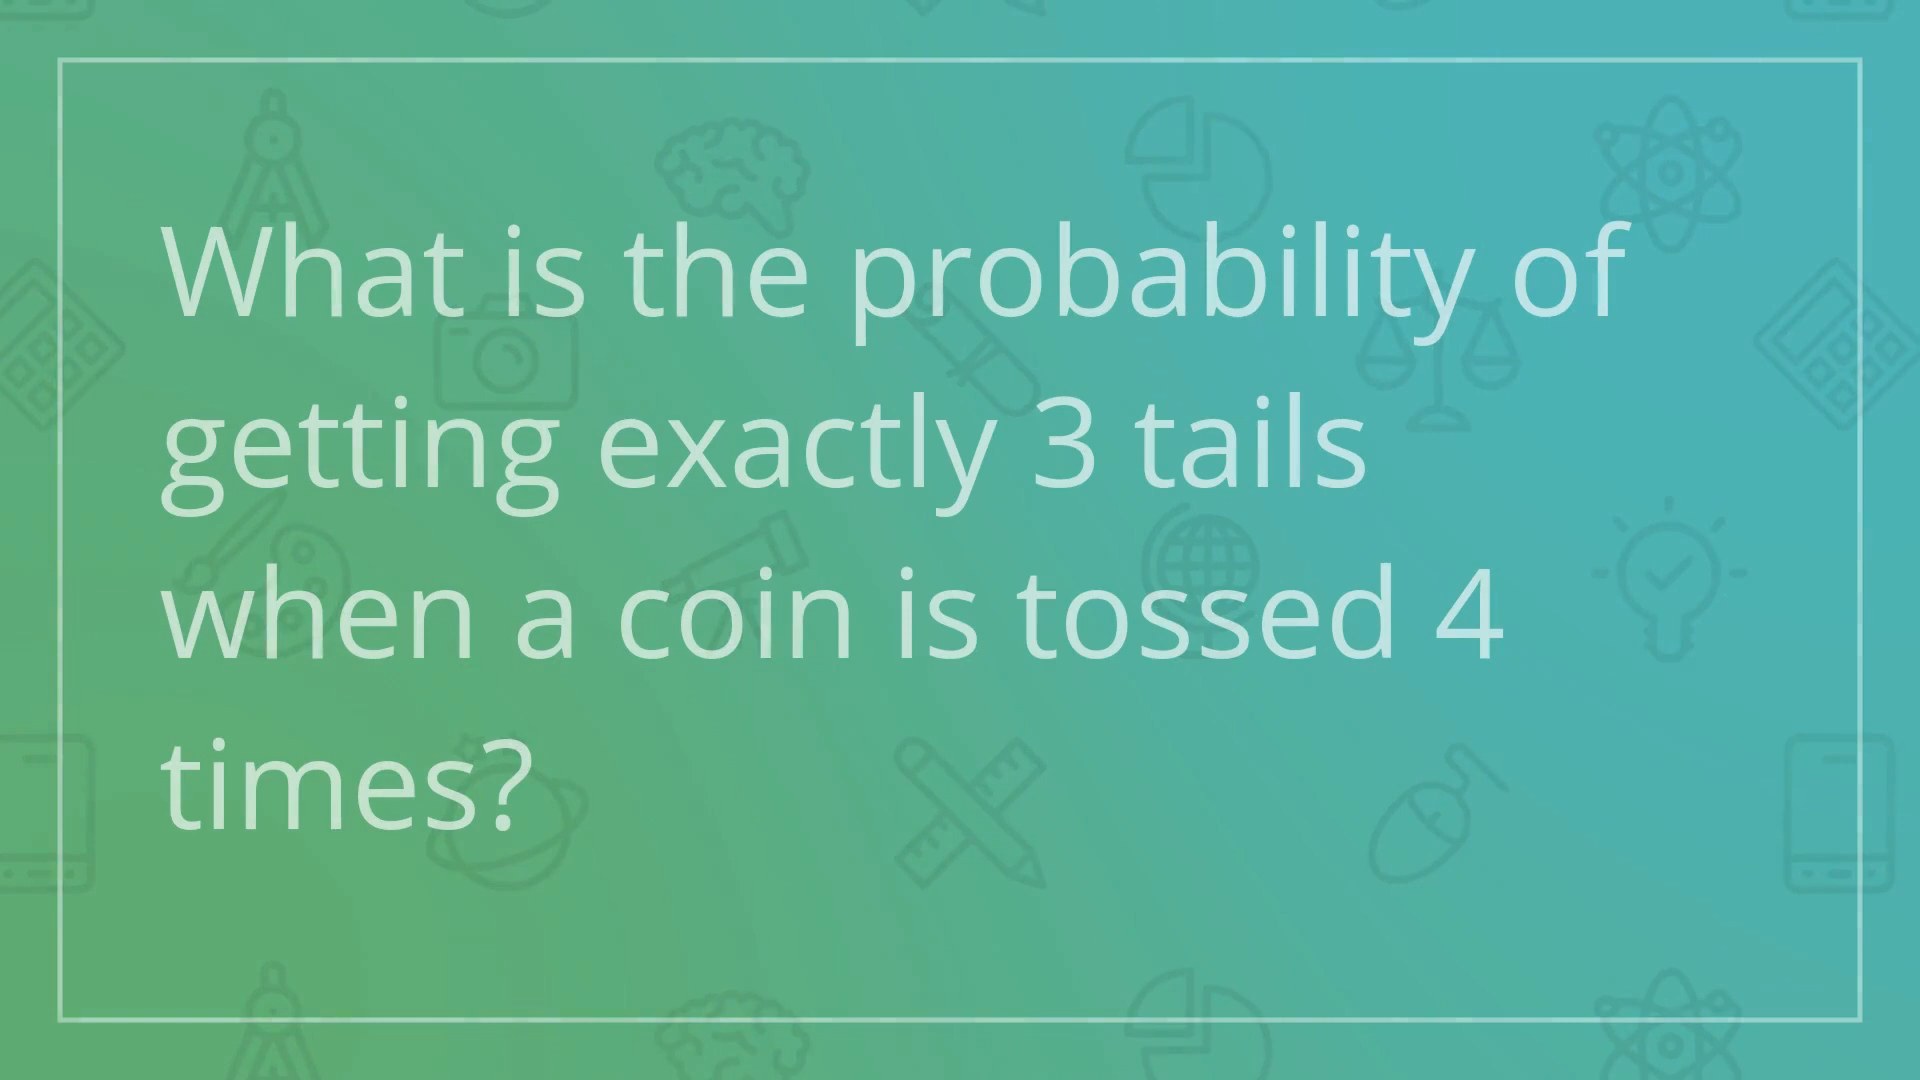 What is the probability of
getting exactly 3 tails
when a coin is tossed 4
times?